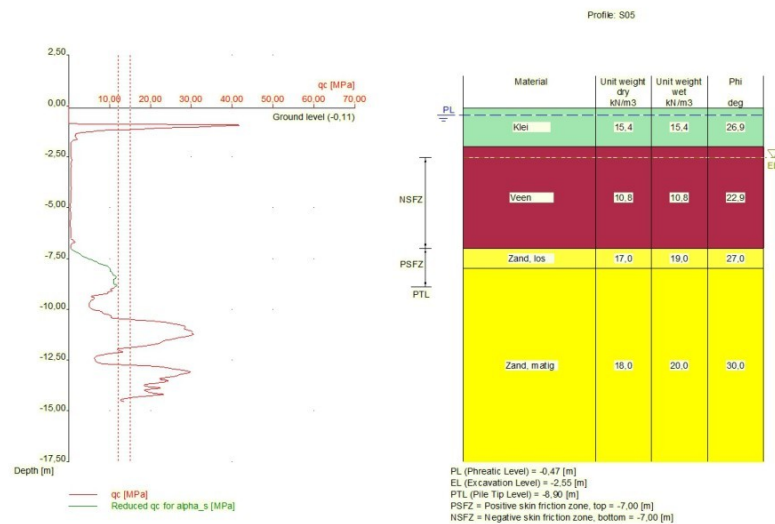 Profile: S05
2,50
qc [MPa]
0,00
10,00 20,00 30,00 40,00 50,00 60,00 70,00
Ground level (-0,11)
-2,50
-5,00
-7,50
-10,00
-12,50
-15,00
-17,50
Depth [m]
qc [MPa]
Reduced qc for alpha_s [MPa]
Material Unit weight dry kN/m3 Unit weight wet kN/m3 Phi deg
PL
Klei 15,4 15,4 26,9
NSFZ
Veen 10,8 10,8 22,9
PSFZ
Zand, los 17,0 19,0 27,0
PTL
Zand, matig 18,0 20,0 30,0
PL (Phreatic Level) = -0,47 [m]
EL (Excavation Level) = -2,55 [m]
PTL (Pile Tip Level) = -8,90 [m]
PSFZ = Positive skin friction zone, top = -7,00 [m]
NSFZ = Negative skin friction zone, bottom = -7,00 [m]